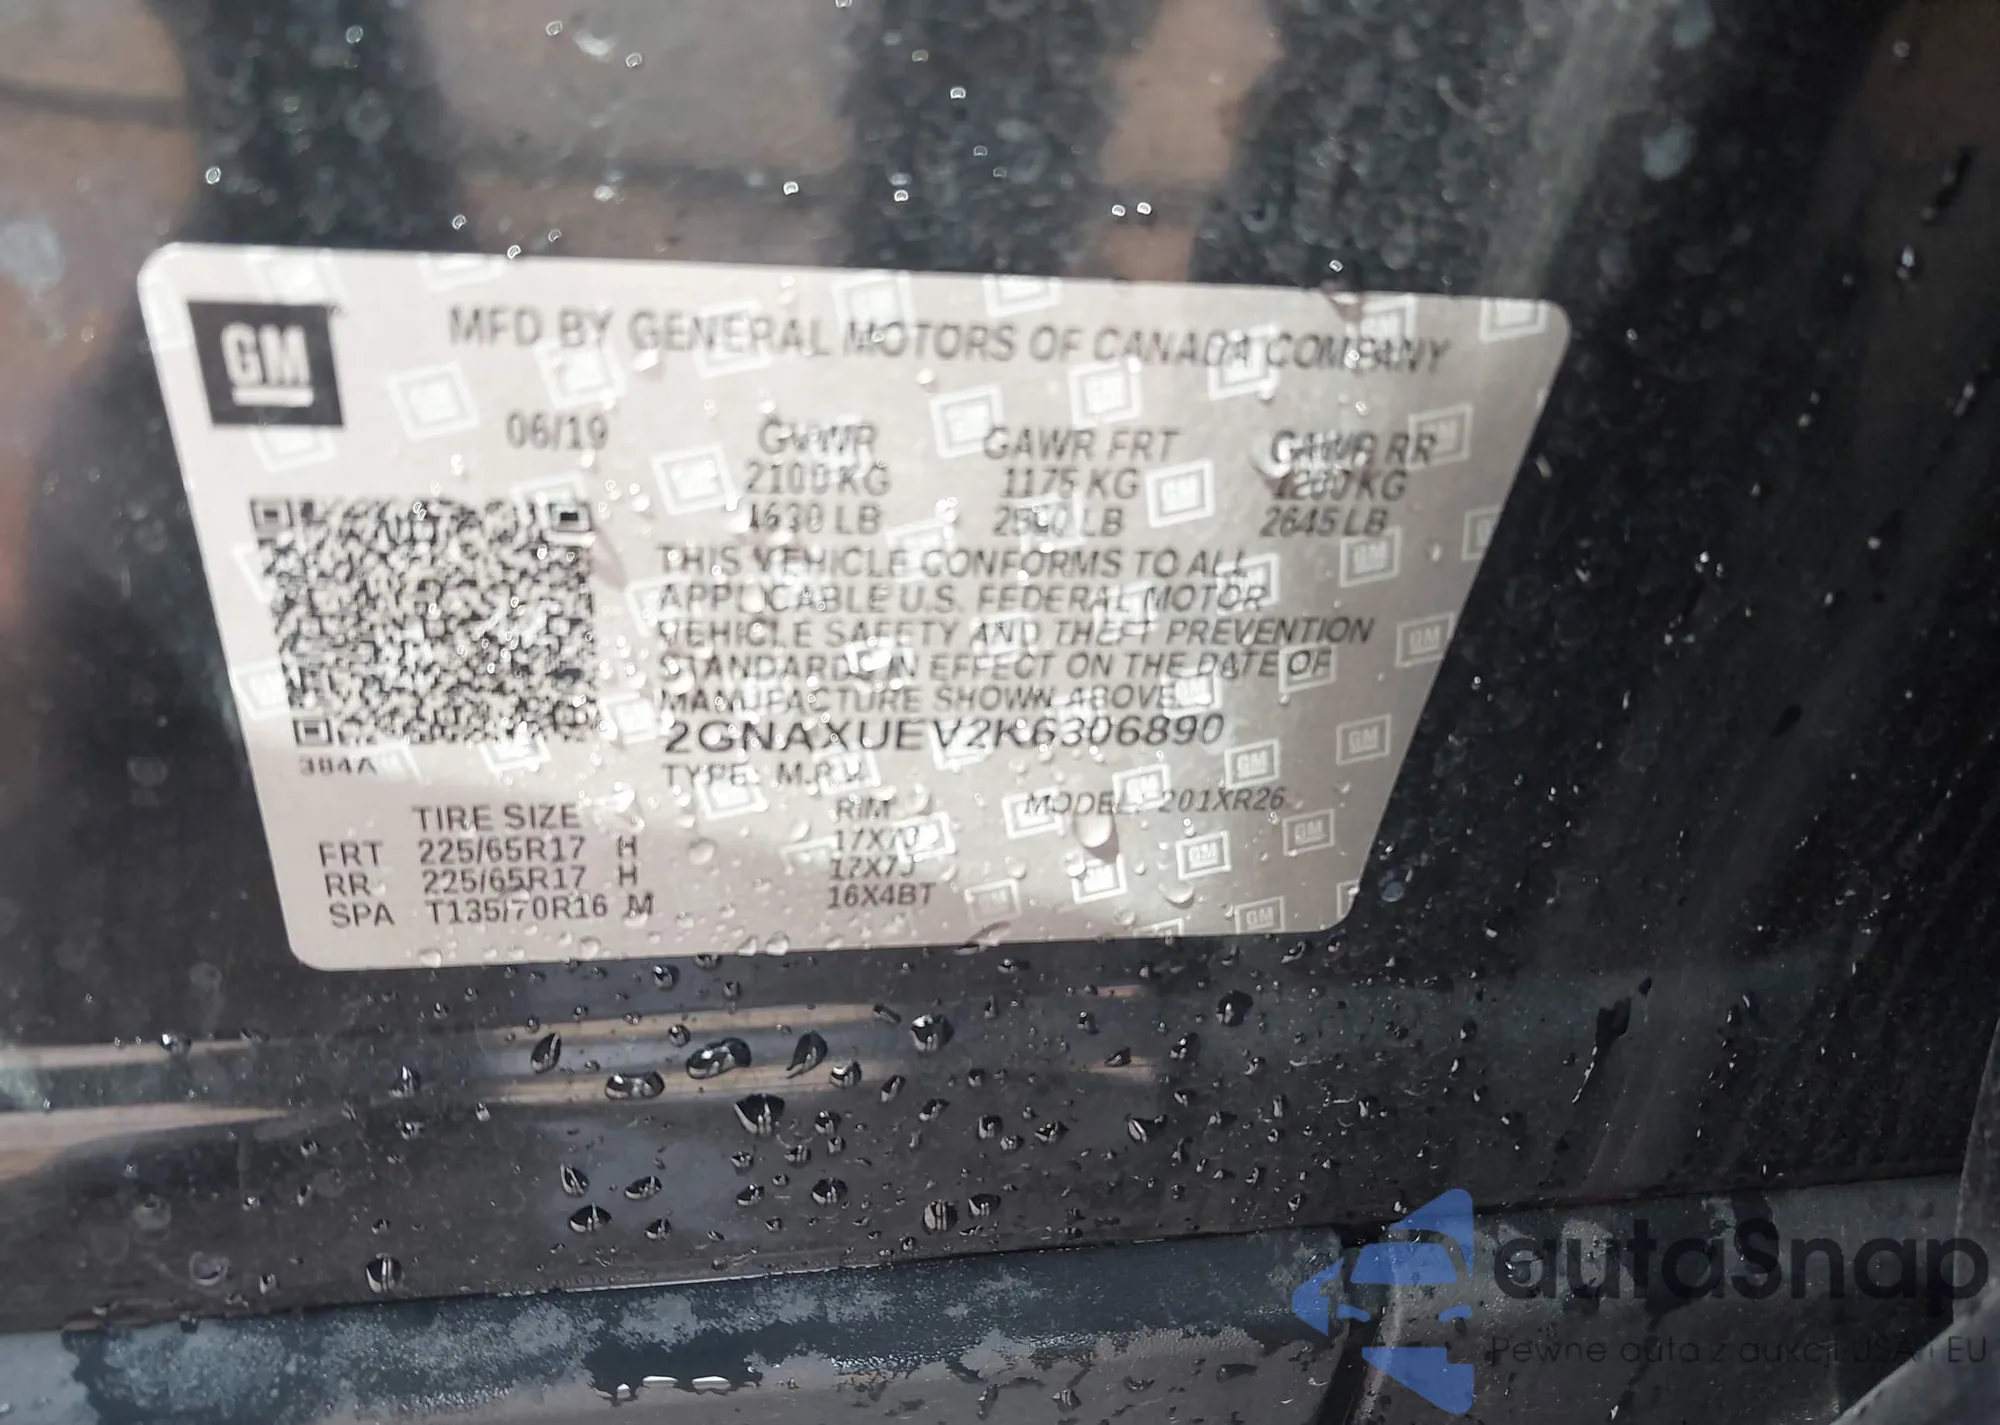 GM
MFD BY GENERAL MOTORS OF CANADA COMPANY
06/19 GVWR GAWR FRT GAWR RR
2100 KG 1175 KG 1200 KG
4630 LB 2590 LB 2645 LB
THIS VEHICLE CONFORMS TO ALL
APPLICABLE U.S. FEDERAL MOTOR
VEHICLE SAFETY AND THEFT PREVENTION
STANDARDS IN EFFECT ON THE DATE OF
MANUFACTURE SHOWN ABOVE.
2GNAXUEV2K6306890
384A
TYPE: M.P.V.
MODEL: 201XR26
TIRE SIZE RIM
FRT 225/65R17 H 17X7J
RR 225/65R17 H 17X7J
SPA T135/70R16 M 16X4BT
autaSnap
Pewne auta z aukcji USA i EU